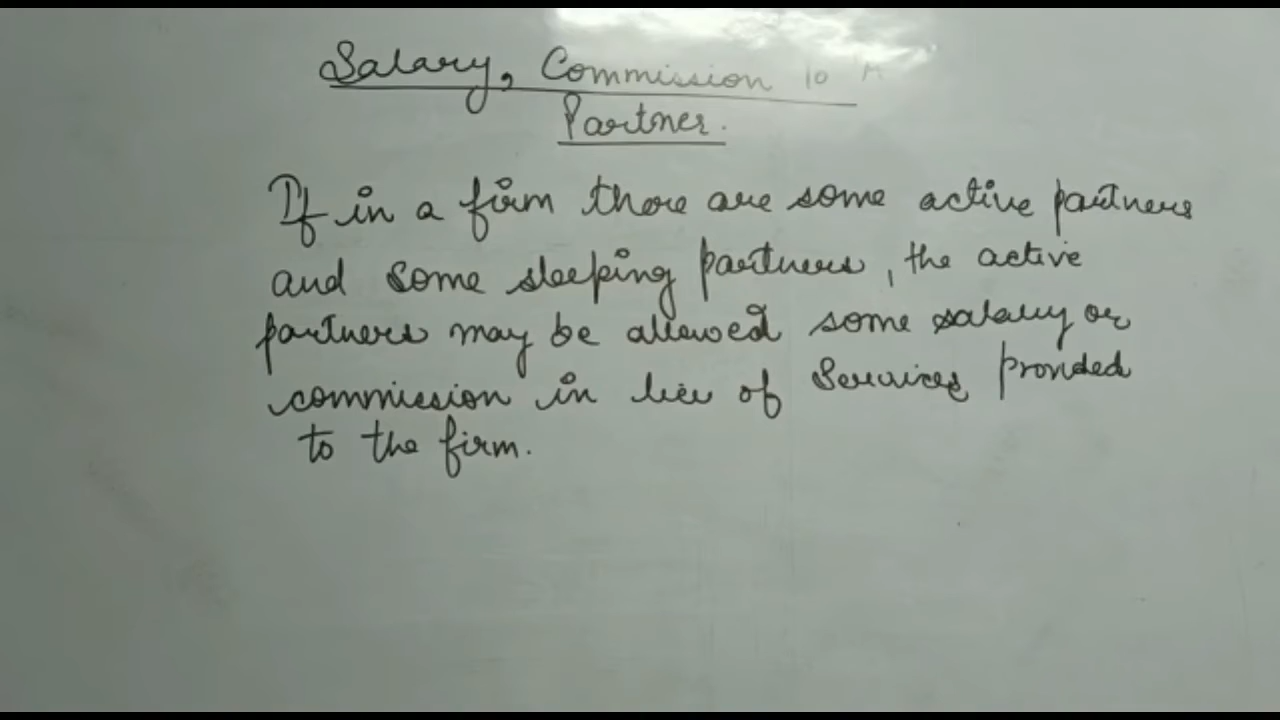 Salary, Commission to
Partner.
If in a firm there are some active partners
and some sleeping partners, the active
partners may be allowed some salary or
commission in lieu of Services provided
to the firm.